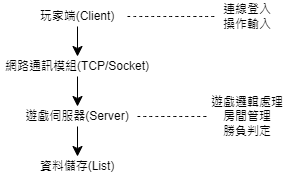 玩家端(Client)
連線登入
操作輸入
網路通訊模組(TCP/Socket)
遊戲伺服器(Server)
遊戲邏輯處理
房間管理
勝負判定
資料儲存(List)